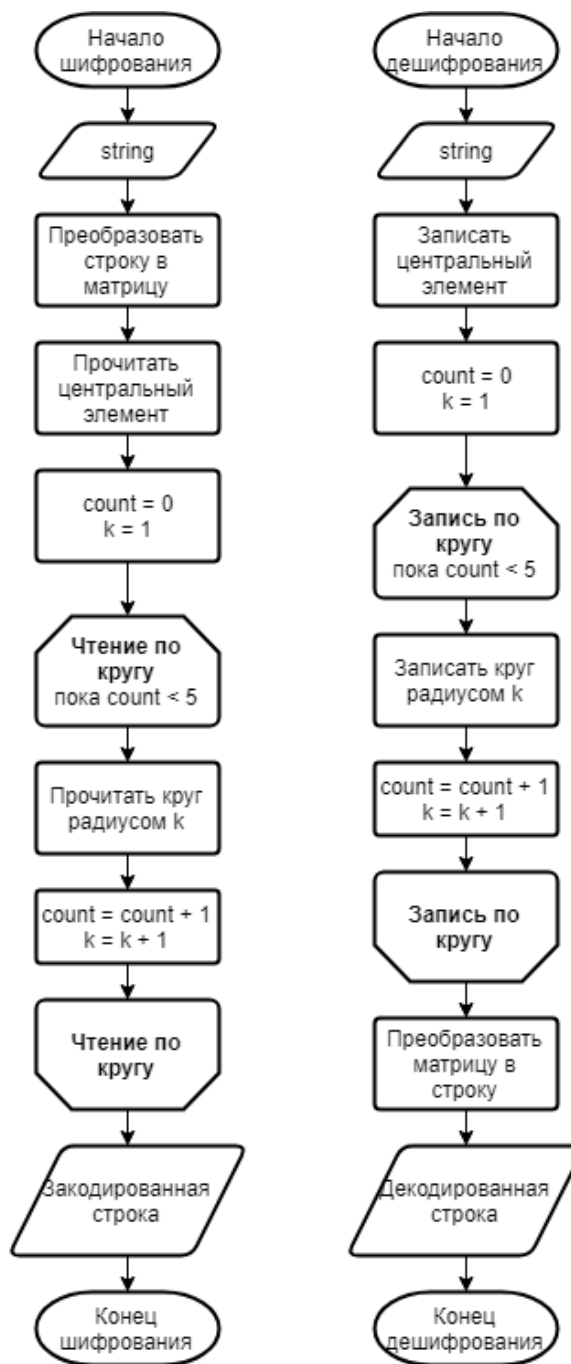 Начало
шифрования
string
Преобразовать
строку в
матрицу
Прочитать
центральный
элемент
count = 0
k = 1
Чтение по
кругу
пока count < 5
Прочитать круг
радиусом k
count = count + 1
k = k + 1
Чтение по
кругу
Закодированная
строка
Конец
шифрования
Начало
дешифрования
string
Записать
центральный
элемент
count = 0
k = 1
Запись по
кругу
пока count < 5
Записать круг
радиусом k
count = count + 1
k = k + 1
Запись по
кругу
Преобразовать
матрицу в
строку
Декодированная
строка
Конец
дешифрования